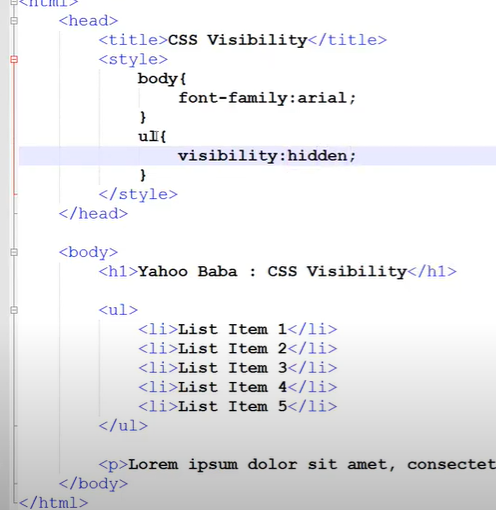 <html>
<head>
<title>CSS Visibility</title>
<style>
body{
font-family:arial;
}
ul{
visibility:hidden;
}
</style>
</head>
<body>
<h1>Yahoo Baba : CSS Visibility</h1>
<ul>
<li>List Item 1</li>
<li>List Item 2</li>
<li>List Item 3</li>
<li>List Item 4</li>
<li>List Item 5</li>
</ul>
<p>Lorem ipsum dolor sit amet, consectet
</body>
</html>